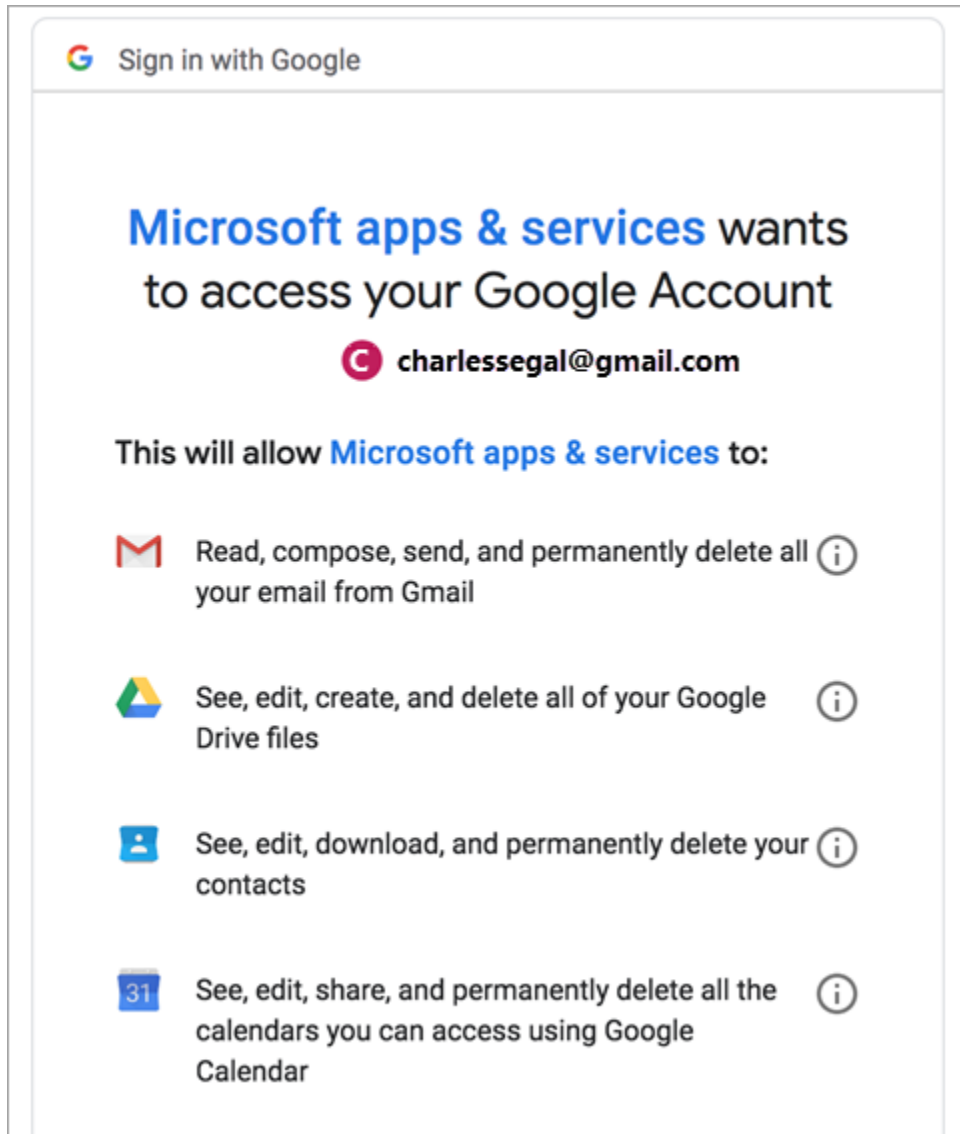 Sign in with Google
Microsoft apps & services wants
to access your Google Account
C charlessegal@gmail.com
This will allow Microsoft apps & services to:
Read, compose, send, and permanently delete all
your email from Gmail
See, edit, create, and delete all of your Google
Drive files
See, edit, download, and permanently delete your
contacts
31 See, edit, share, and permanently delete all the
calendars you can access using Google
Calendar